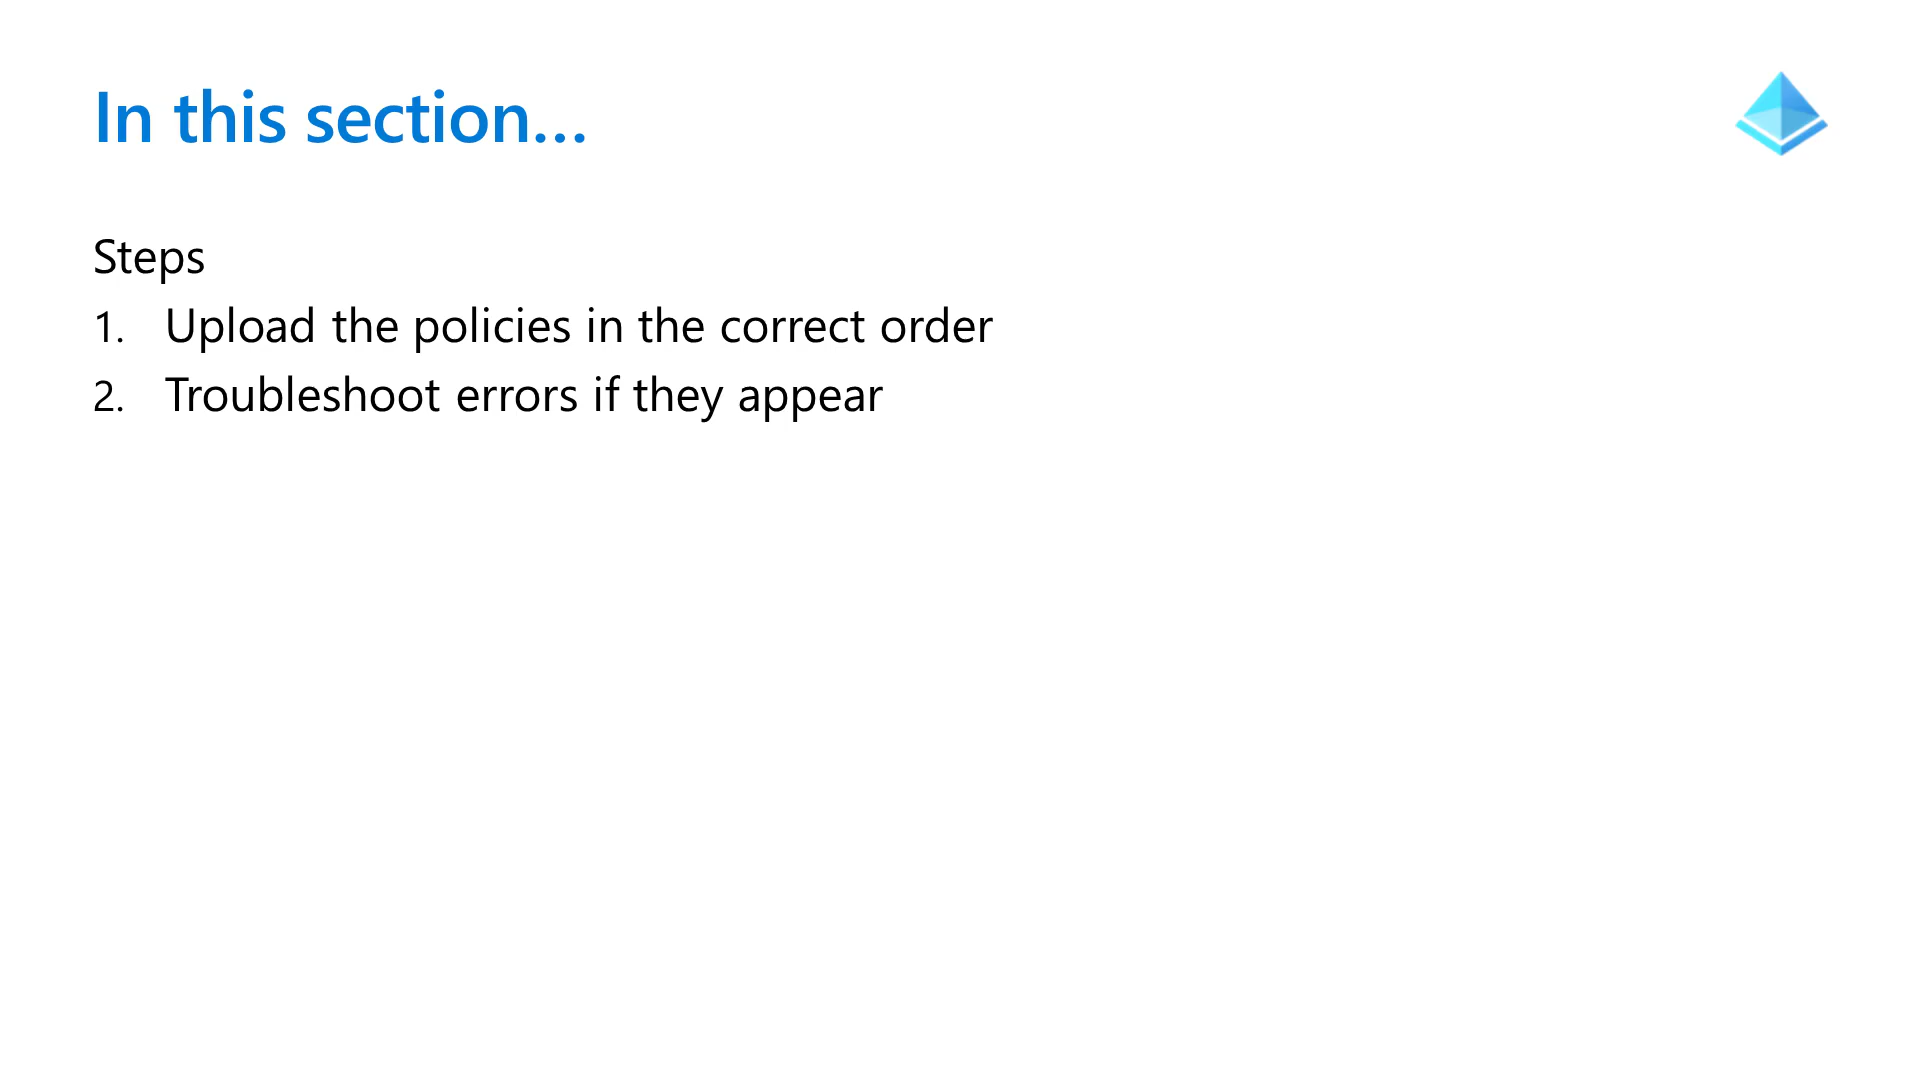 In this section...
Steps
1. Upload the policies in the correct order
2. Troubleshoot errors if they appear